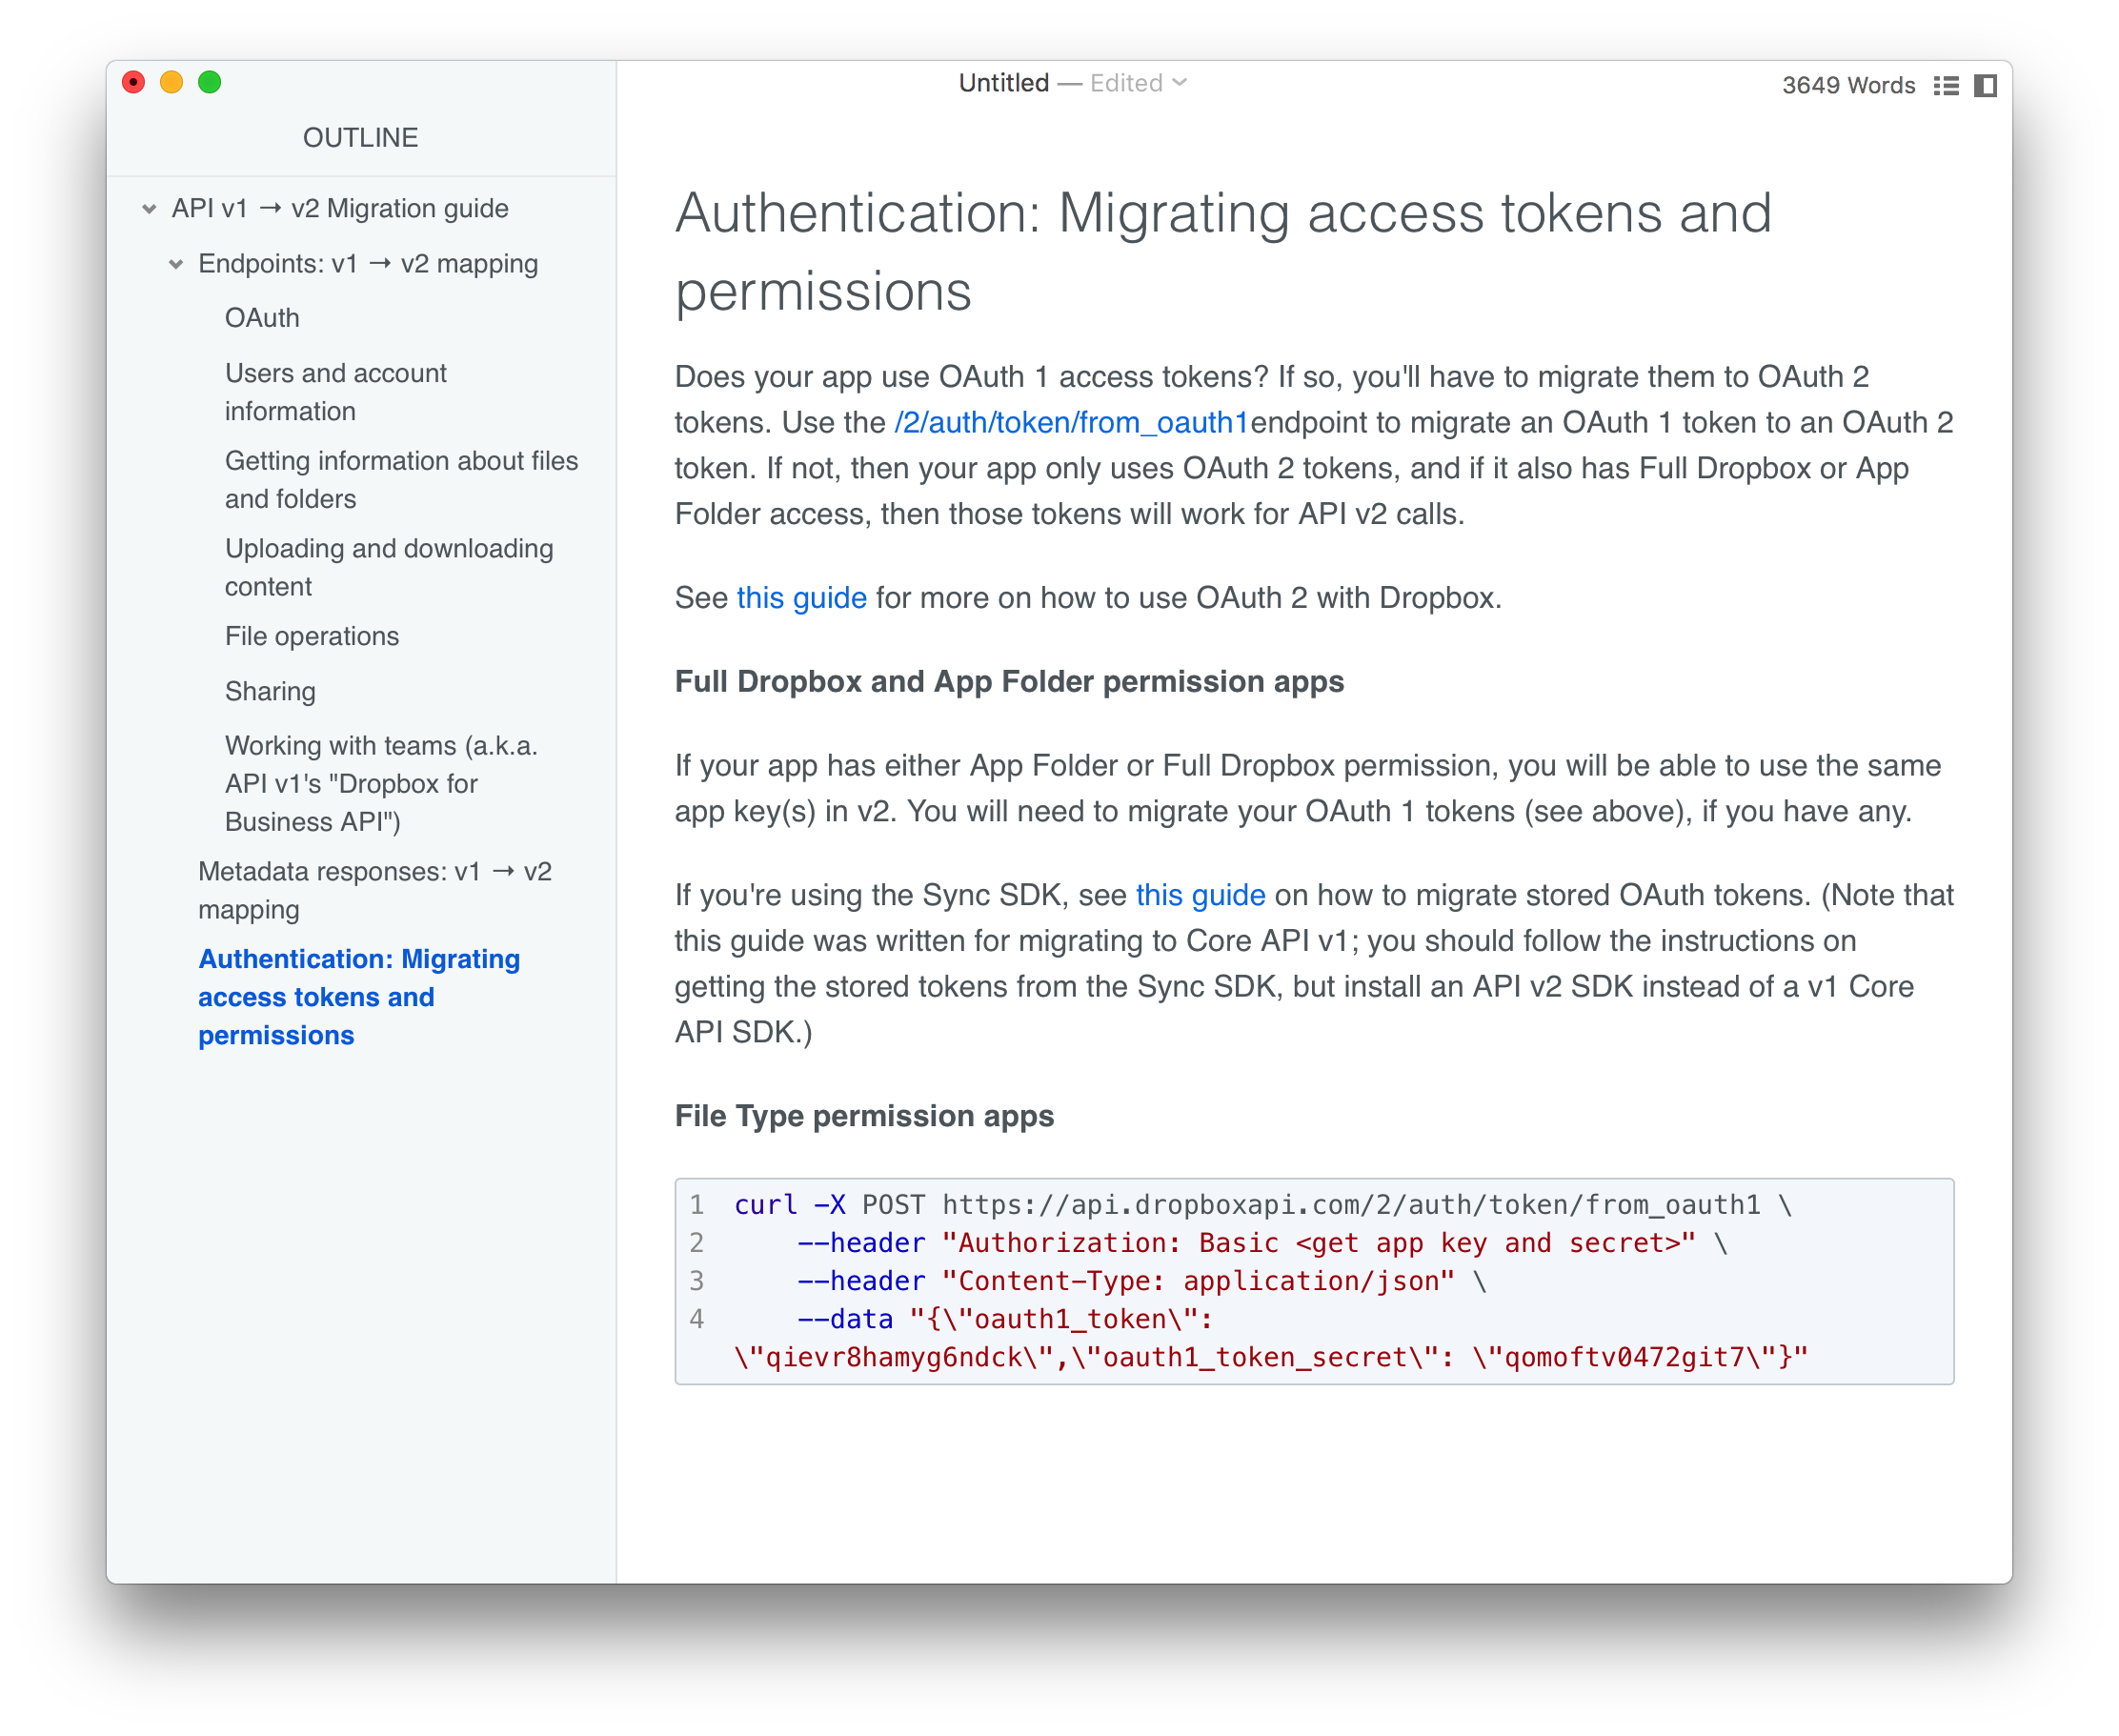 Untitled — Edited
3649 Words
OUTLINE
API v1 → v2 Migration guide
Endpoints: v1 → v2 mapping
OAuth
Users and account
information
Getting information about files
and folders
Uploading and downloading
content
File operations
Sharing
Working with teams (a.k.a.
API v1's "Dropbox for
Business API")
Metadata responses: v1 → v2
mapping
Authentication: Migrating
access tokens and
permissions
Authentication: Migrating access tokens and
permissions
Does your app use OAuth 1 access tokens? If so, you'll have to migrate them to OAuth 2
tokens. Use the /2/auth/token/from_oauth1endpoint to migrate an OAuth 1 token to an OAuth 2
token. If not, then your app only uses OAuth 2 tokens, and if it also has Full Dropbox or App
Folder access, then those tokens will work for API v2 calls.
See this guide for more on how to use OAuth 2 with Dropbox.
Full Dropbox and App Folder permission apps
If your app has either App Folder or Full Dropbox permission, you will be able to use the same
app key(s) in v2. You will need to migrate your OAuth 1 tokens (see above), if you have any.
If you're using the Sync SDK, see this guide on how to migrate stored OAuth tokens. (Note that
this guide was written for migrating to Core API v1; you should follow the instructions on
getting the stored tokens from the Sync SDK, but install an API v2 SDK instead of a v1 Core
API SDK.)
File Type permission apps
1 curl -X POST https://api.dropboxapi.com/2/auth/token/from_oauth1 \
2 --header "Authorization: Basic <get app key and secret>" \
3 --header "Content-Type: application/json" \
4 --data "{\"oauth1_token\":
\"qievr8hamyg6ndck\",\"oauth1_token_secret\": \"qomoftv0472git7\"}"